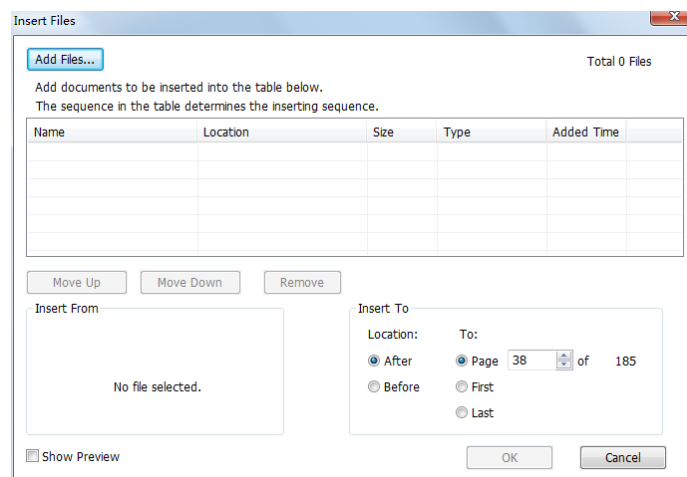 Insert Files
Add Files...
Total 0 Files
Add documents to be inserted into the table below.
The sequence in the table determines the inserting sequence.
Name Location Size Type Added Time
Move Up Move Down Remove
Insert From
No file selected.
Insert To
Location: To:
After Page 38 of 185
Before First
Last
Show Preview
OK Cancel